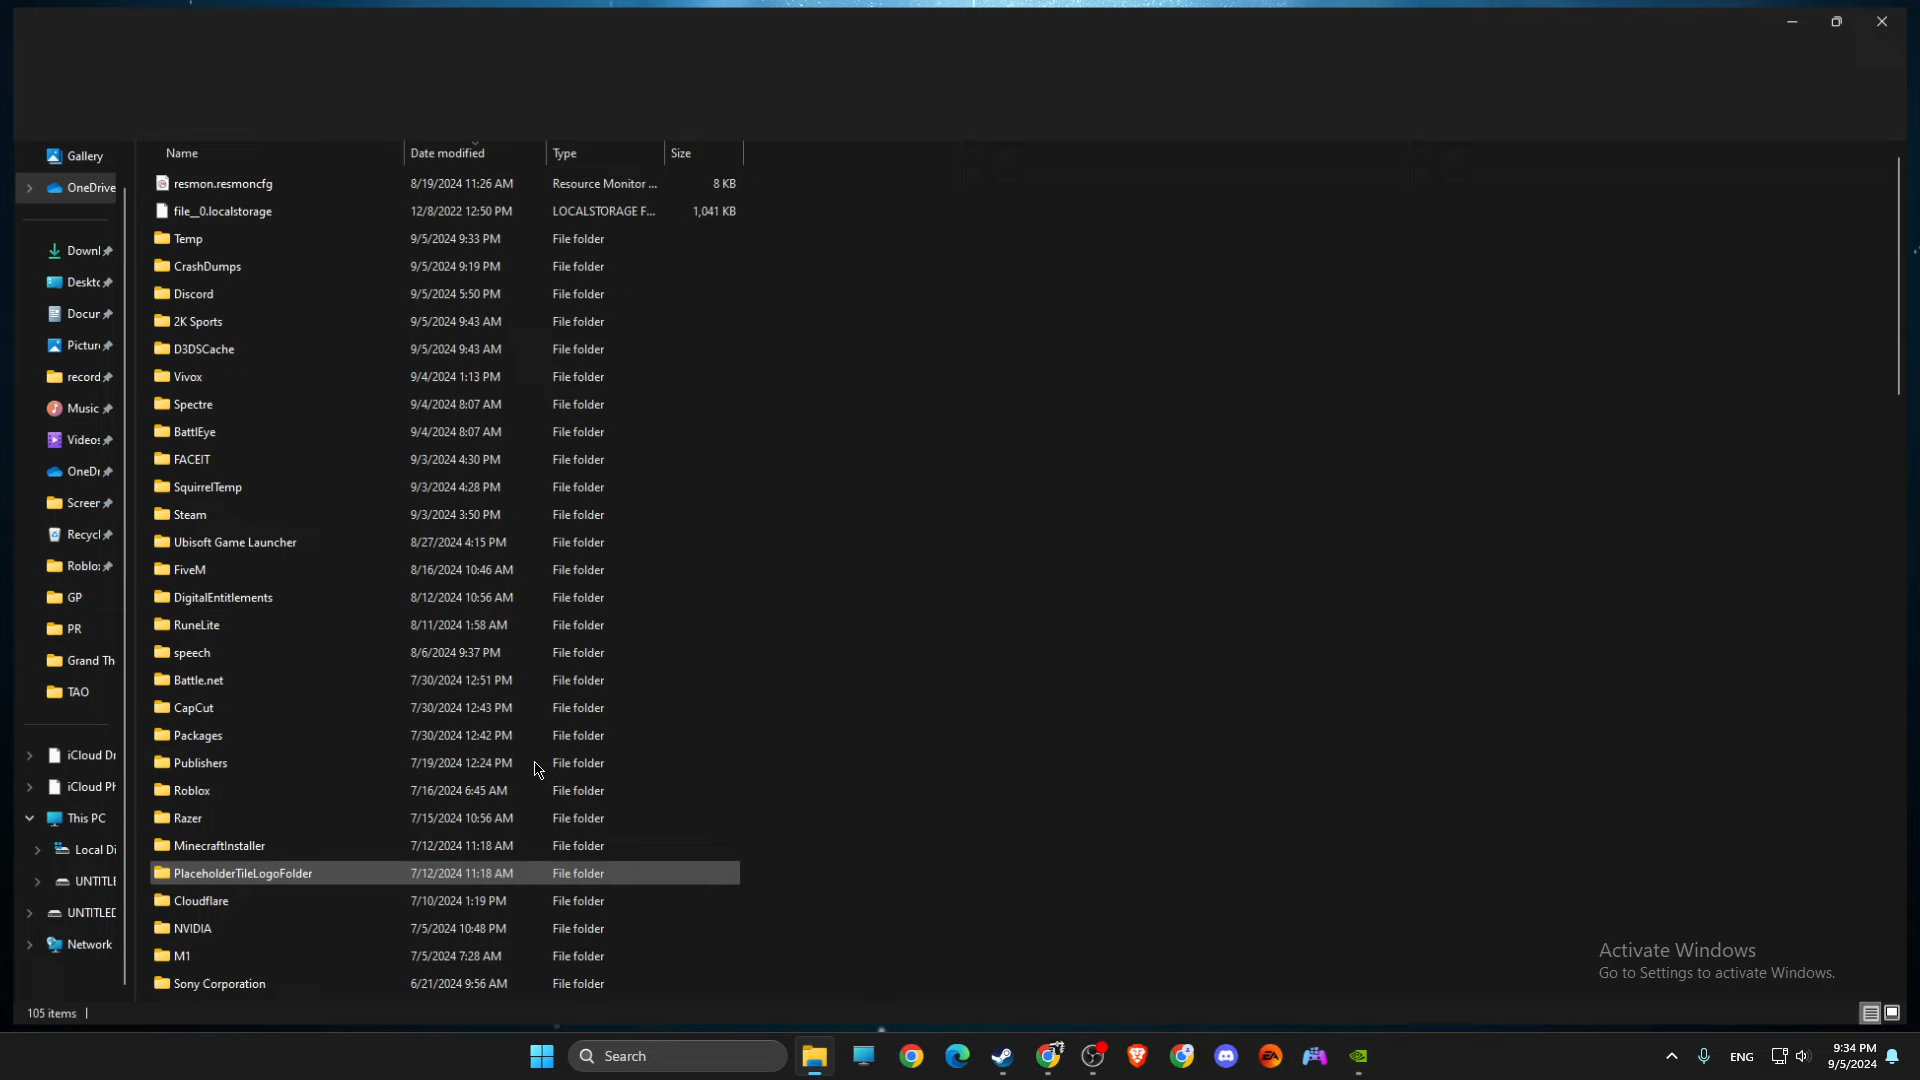 Gallery
OneDrive
Downl
Deskto
Docur
Pictur
record
Music
Videos
OneDr
Screer
Recycl
Roblo
GP
PR
Grand Th
TAO
iCloud Dr
iCloud Ph
This PC
Local Di
UNTITLE
UNTITLED
Network
Name Date modified Type Size
resmon.resmoncfg 8/19/2024 11:26 AM Resource Monitor ... 8 KB
file__0.localstorage 12/8/2022 12:50 PM LOCALSTORAGE F... 1,041 KB
Temp 9/5/2024 9:33 PM File folder
CrashDumps 9/5/2024 9:19 PM File folder
Discord 9/5/2024 5:50 PM File folder
2K Sports 9/5/2024 9:43 AM File folder
D3DSCache 9/5/2024 9:43 AM File folder
Vivox 9/4/2024 1:13 PM File folder
Spectre 9/4/2024 8:07 AM File folder
BattlEye 9/4/2024 8:07 AM File folder
FACEIT 9/3/2024 4:30 PM File folder
SquirrelTemp 9/3/2024 4:28 PM File folder
Steam 9/3/2024 3:50 PM File folder
Ubisoft Game Launcher 8/27/2024 4:15 PM File folder
FiveM 8/16/2024 10:46 AM File folder
DigitalEntitlements 8/12/2024 10:56 AM File folder
RuneLite 8/11/2024 1:58 AM File folder
speech 8/6/2024 9:37 PM File folder
Battle.net 7/30/2024 12:51 PM File folder
CapCut 7/30/2024 12:43 PM File folder
Packages 7/30/2024 12:42 PM File folder
Publishers 7/19/2024 12:24 PM File folder
Roblox 7/16/2024 6:45 AM File folder
Razer 7/15/2024 10:56 AM File folder
MinecraftInstaller 7/12/2024 11:18 AM File folder
PlaceholderTileLogoFolder 7/12/2024 11:18 AM File folder
Cloudflare 7/10/2024 1:19 PM File folder
NVIDIA 7/5/2024 10:48 PM File folder
M1 7/5/2024 7:28 AM File folder
Sony Corporation 6/21/2024 9:56 AM File folder
Activate Windows
Go to Settings to activate Windows.
105 items
Search
ENG
9:34 PM
9/5/2024